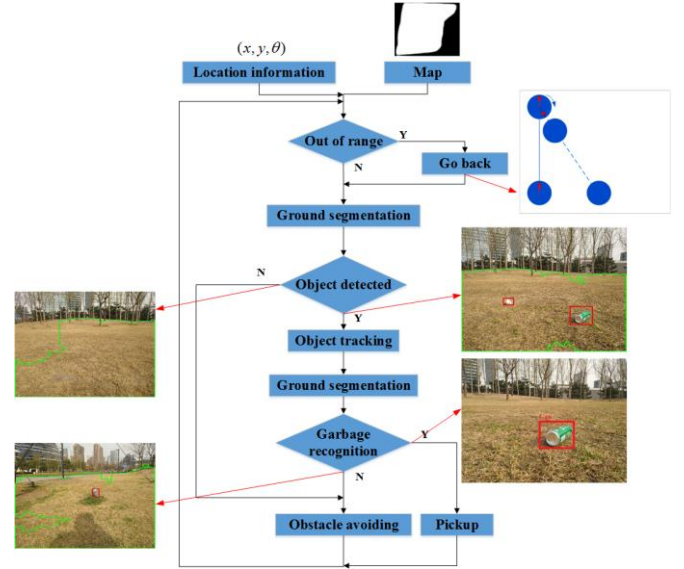 (x, y, θ)
Location information
Map
Out of range
Y
N
Go back
Ground segmentation
N
Object detected
Y
Object tracking
Ground segmentation
Garbage
recognition
Y
N
Obstacle avoiding
Pickup